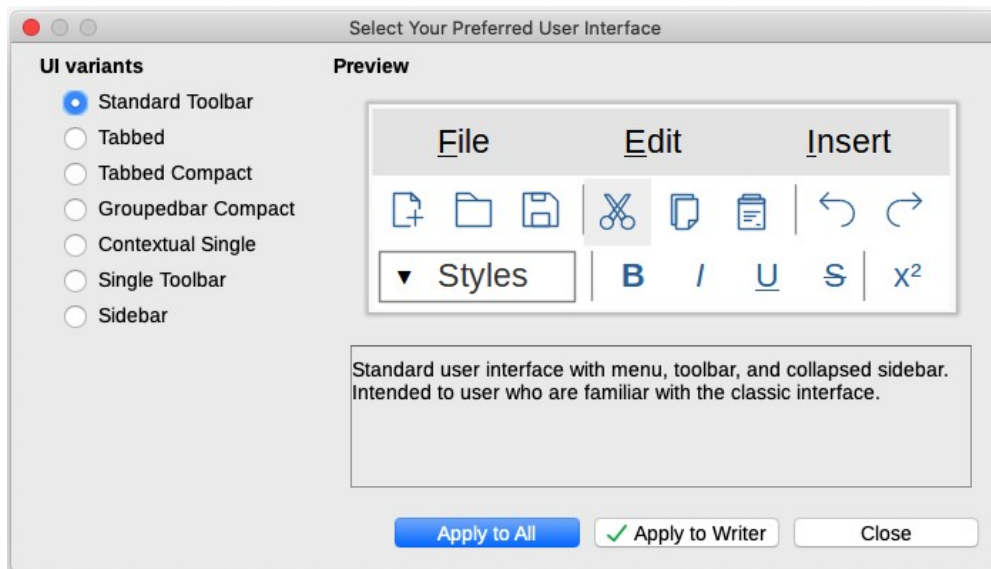 Select Your Preferred User Interface
UI variants
Standard Toolbar
Tabbed
Tabbed Compact
Groupedbar Compact
Contextual Single
Single Toolbar
Sidebar
Preview
File Edit Insert
Styles B I U S x²
Standard user interface with menu, toolbar, and collapsed sidebar.
Intended to user who are familiar with the classic interface.
Apply to All Apply to Writer Close